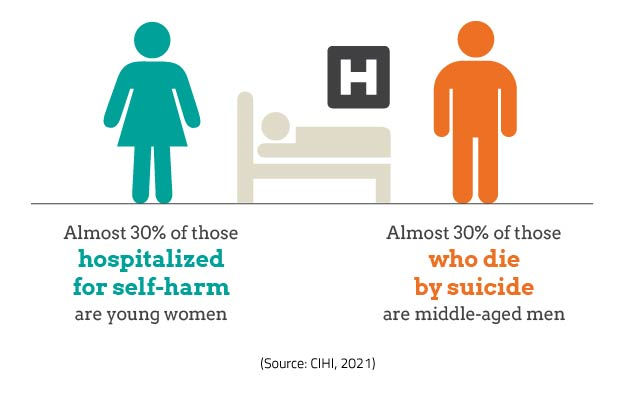 H
Almost 30% of those
hospitalized
for self-harm
are young women
Almost 30% of those
who die
by suicide
are middle-aged men
(Source: CIHI, 2021)